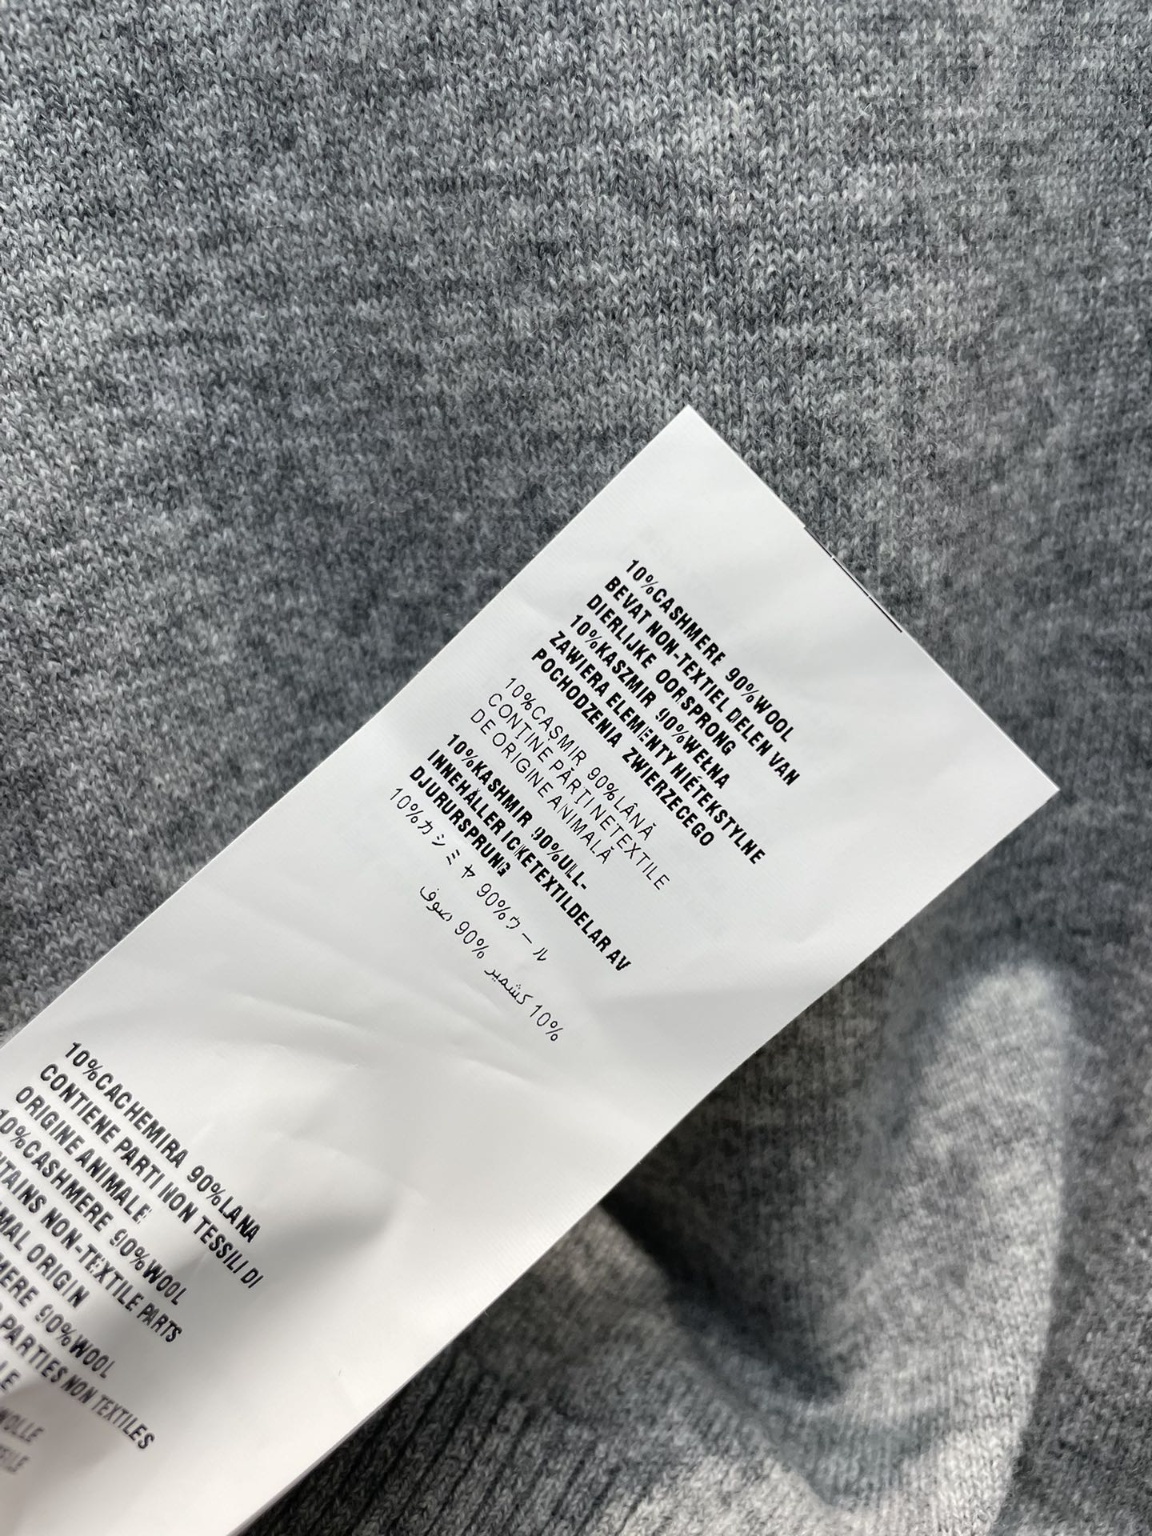 10%CASHMERE 90%WOOL
BEVAT NON-TEXTIEL DELEN VAN
DIERLIJKE OORSPRONG
10%KASZMIR 90%WEŁNA
ZAWIERA ELEMENTY NIETEKSTYLNE
POCHODZENIA ZWIERZECEGO
10%CAȘMIR 90%LÂNĂ
CONȚINE PĂRȚI NETEXTILE
DE ORIGINE ANIMALĂ
10%KASHMIR 90%ULL-
INNEHÅLLER ICKETEXTILDELAR AV
DJURURSPRUNG
10%カシミヤ 90%ウール
10% كشمير 90% صوف
10%CACHEMIRA 90%LANA
CONTIENE PARTI NON TESSILI DI
ORIGINE ANIMALE
10%CASHMERE 90%WOOL
NON-TEXTILE PARTS
ORIGIN
90%WOOL
PARTIES NON TEXTILES